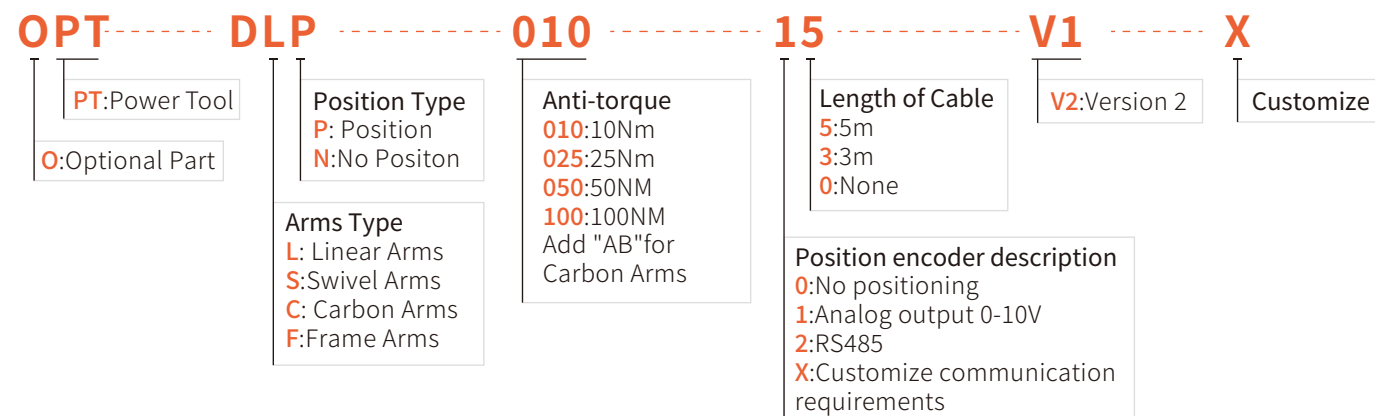 OPT DLP 010 15 V1 X
PT:Power Tool
O:Optional Part
Position Type
P: Position
N:No Positon
Arms Type
L: Linear Arms
S:Swivel Arms
C: Carbon Arms
F:Frame Arms
Anti-torque
010:10Nm
025:25Nm
050:50NM
100:100NM
Add "AB"for
Carbon Arms
Length of Cable
5:5m
3:3m
0:None
Position encoder description
0:No positioning
1:Analog output 0-10V
2:RS485
X:Customize communication
requirements
V2:Version 2
Customize